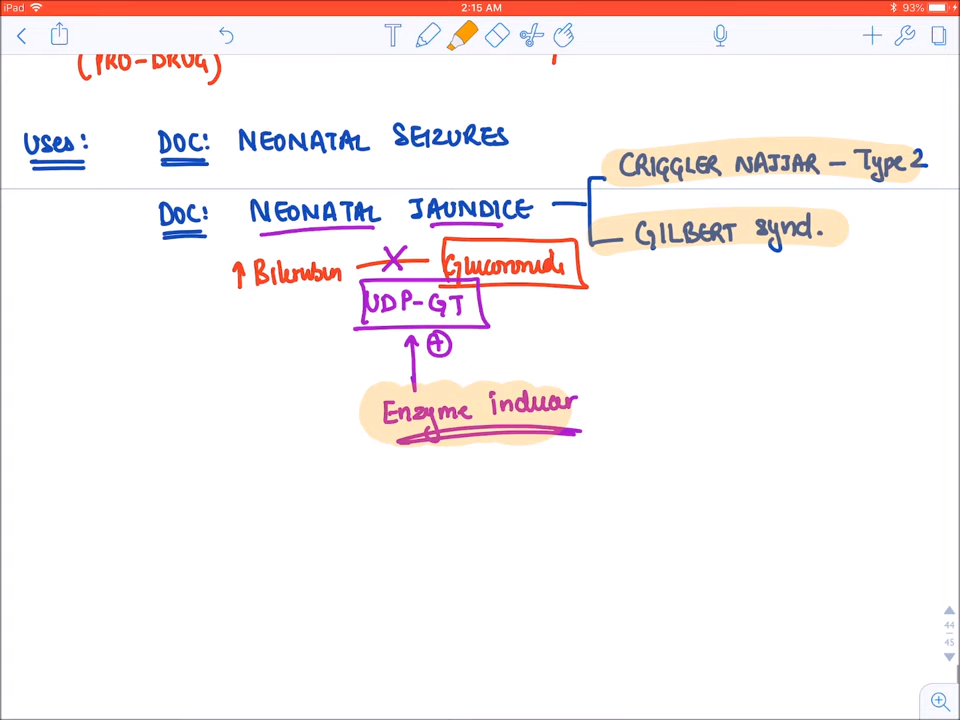 iPad 2:15 AM 93%
(PRO-DRUG)
Uses: DOC: NEONATAL SEIZURES
CRIGGLER NAJJAR - Type 2
DOC: NEONATAL JAUNDICE
GILBERT synd.
↑ Bilirubin Glucoronide
UDP-GT
+
Enzyme inducer
44
45